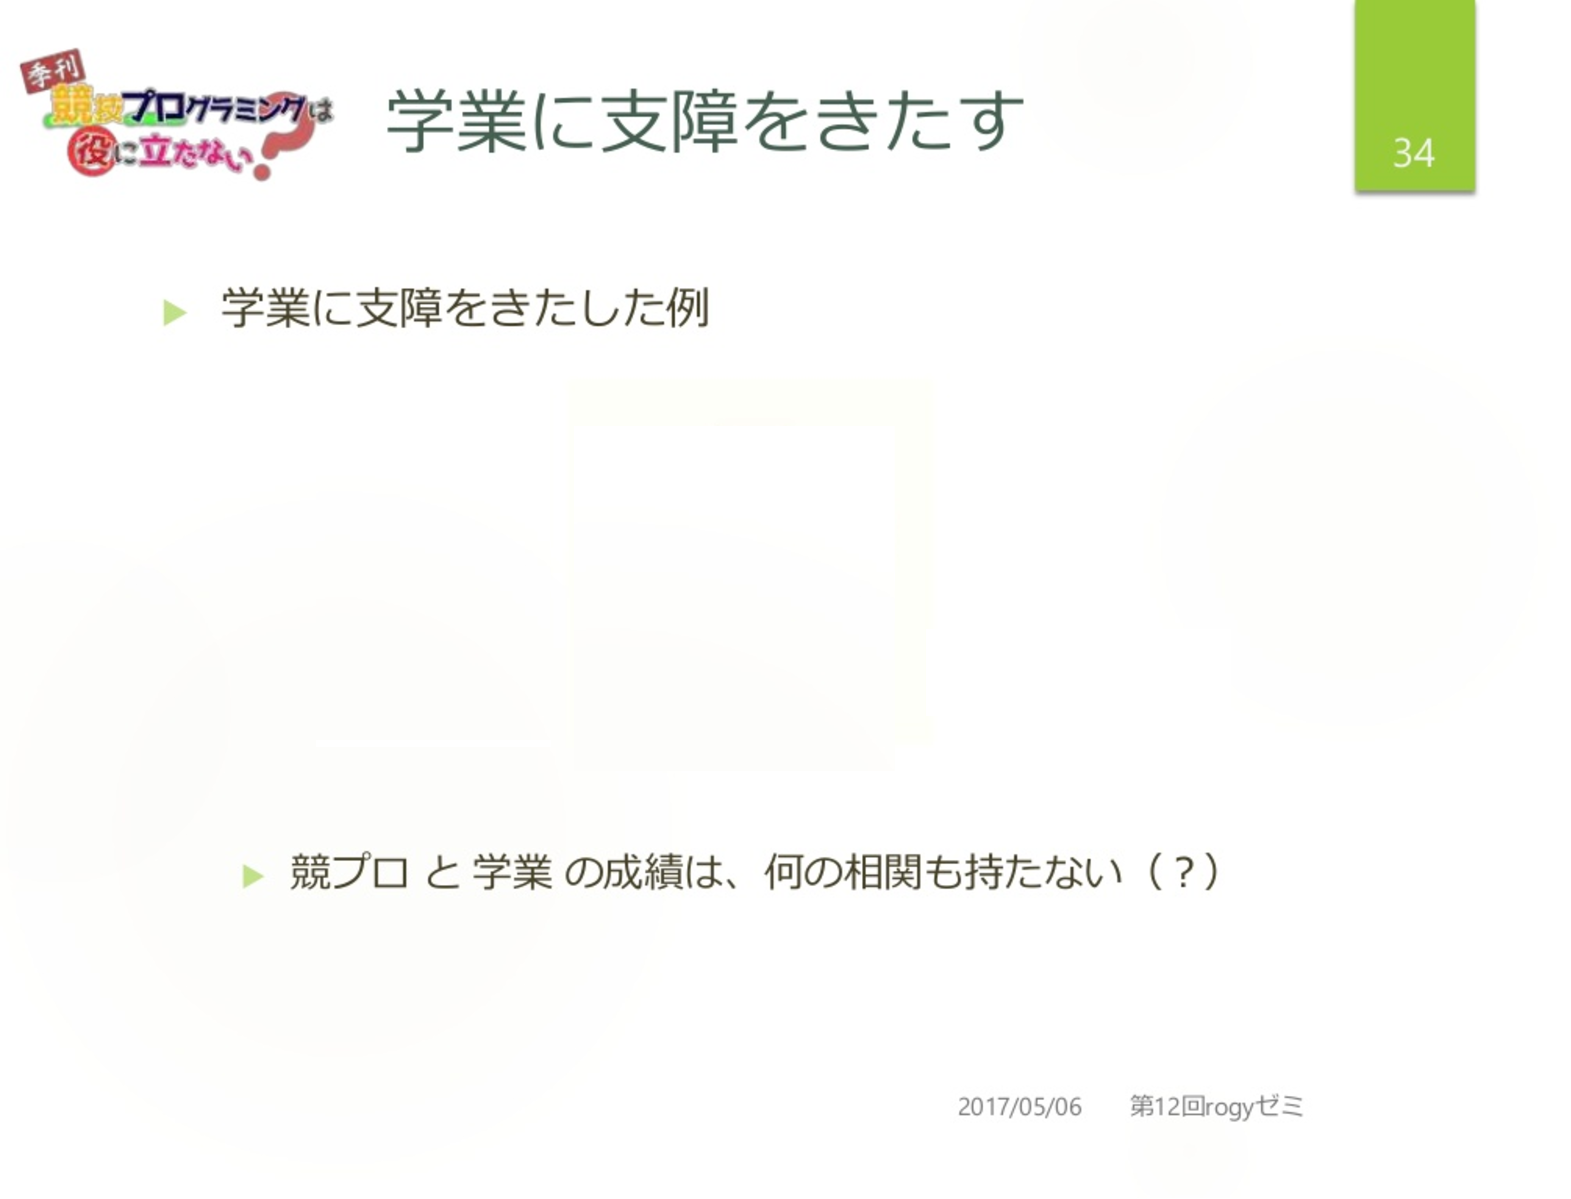 季刊
競技プログラミングは
役に立たない?
学業に支障をきたす
34
学業に支障をきたした例
競プロ と 学業 の成績は、何の相関も持たない（？）
2017/05/06 第12回rogyゼミ